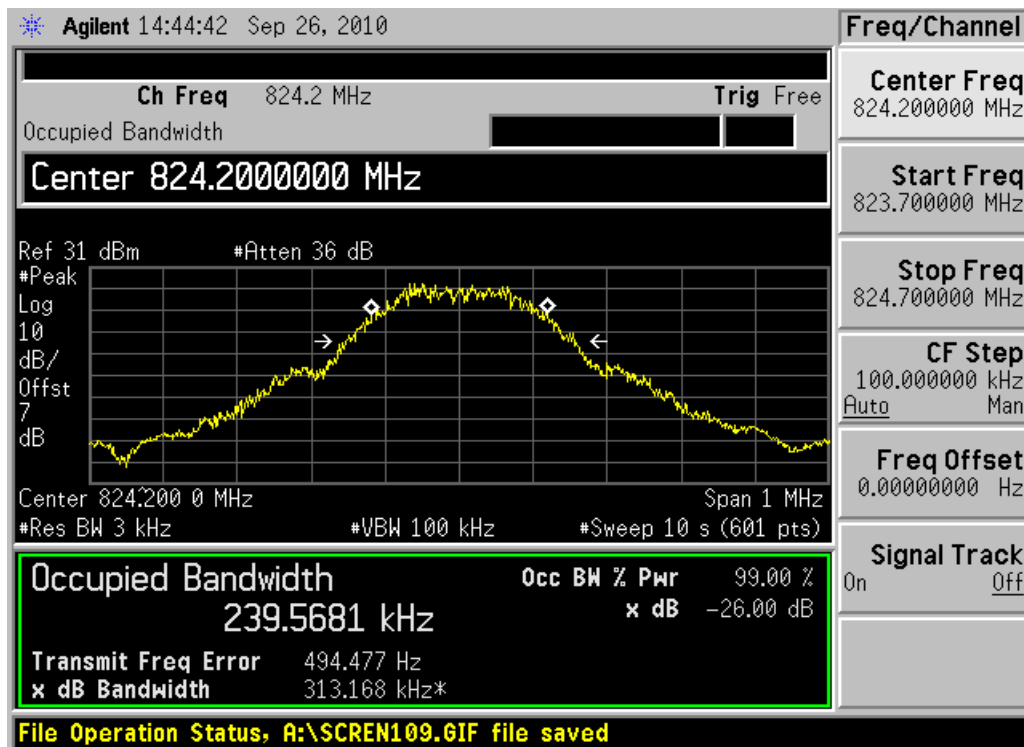 Agilent 14:44:42 Sep 26, 2010
Freq/Channel
Ch Freq 824.2 MHz
Trig Free
Occupied Bandwidth
Center 824.2000000 MHz
Ref 31 dBm
#Atten 36 dB
#Peak
Log
10
dB/
Offst
7
dB
Center 824.200 0 MHz
Span 1 MHz
#Res BW 3 kHz
#VBW 100 kHz
#Sweep 10 s (601 pts)
Occupied Bandwidth
239.5681 kHz
Occ BW % Pwr 99.00 %
x dB -26.00 dB
Transmit Freq Error 494.477 Hz
x dB Bandwidth 313.168 kHz*
File Operation Status, A:\SCREN109.GIF file saved
Center Freq
824.200000 MHz
Start Freq
823.700000 MHz
Stop Freq
824.700000 MHz
CF Step
100.000000 kHz
Auto Man
Freq Offset
0.00000000 Hz
Signal Track
On Off